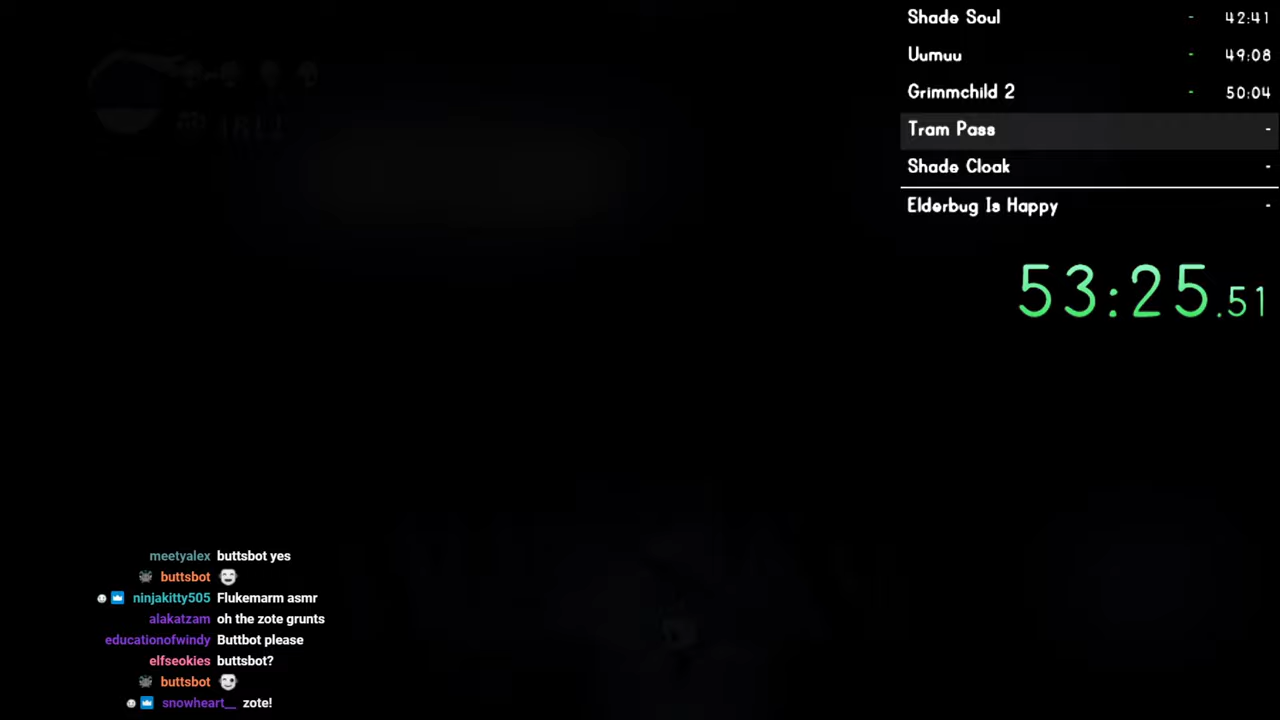 Shade Soul - 42:41
Uumuu - 49:08
Grimmchild 2 - 50:04
Tram Pass -
Shade Cloak -
Elderbug Is Happy -
53:25.51
meetyalex buttsbot yes
buttsbot
ninjakitty505 Flukemarm asmr
alakatzam oh the zote grunts
educationofwindy Buttbot please
elfseokies buttsbot?
buttsbot
snowheart__ zote!